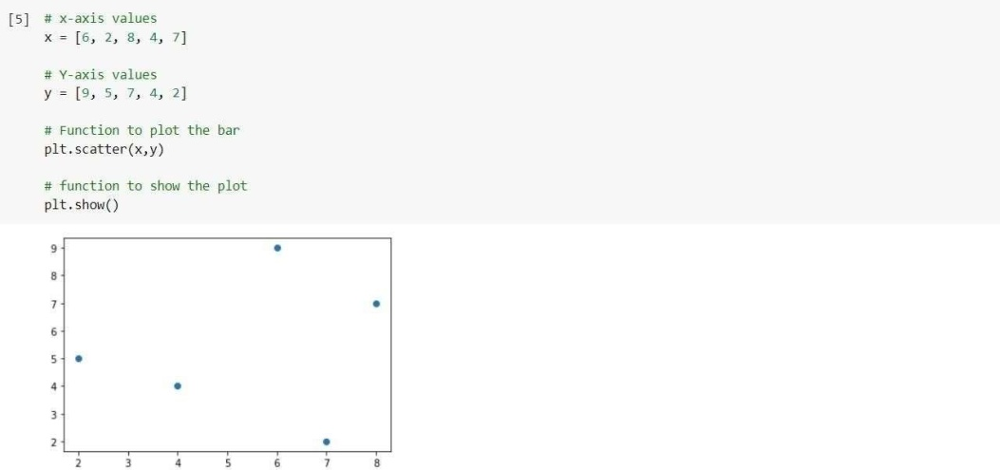 [5] # x-axis values
x = [6, 2, 8, 4, 7]
# Y-axis values
y = [9, 5, 7, 4, 2]
# Function to plot the bar
plt.scatter(x,y)
# function to show the plot
plt.show()
9
8
7
6
5
4
3
2
2 3 4 5 6 7 8